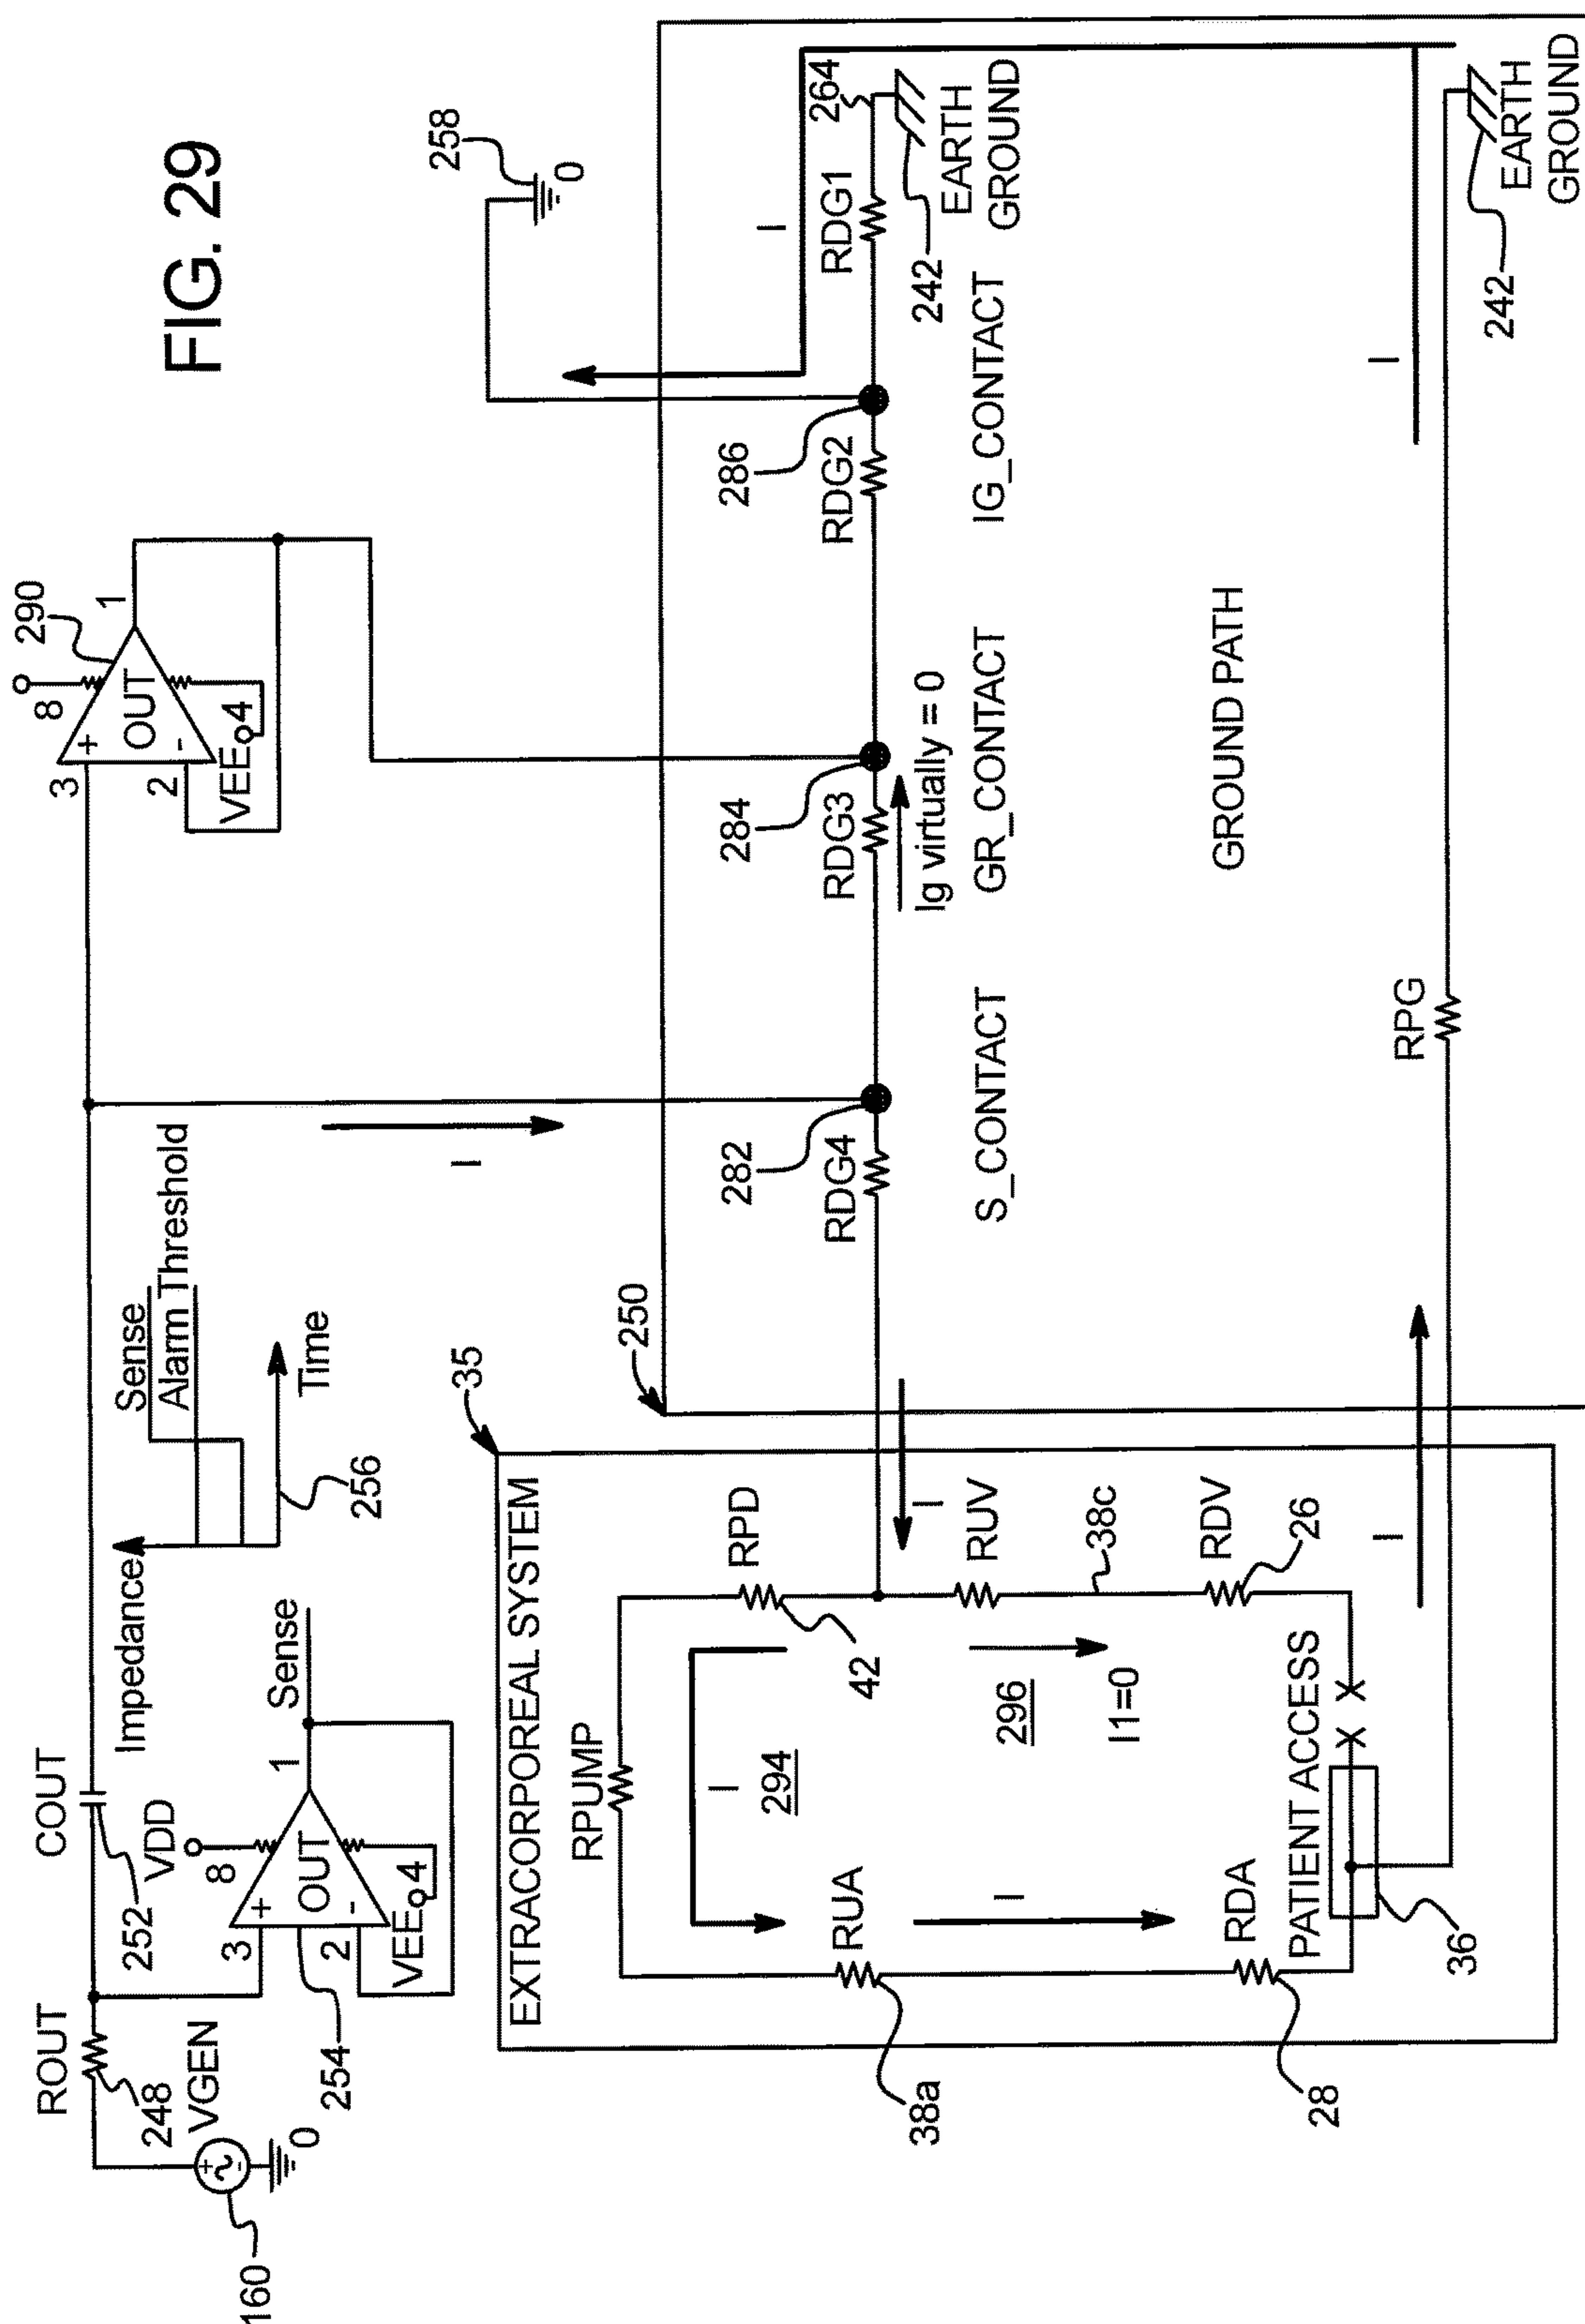 FIG. 29
ROUT
248
VGEN
160
0
COUT
252
VDD
8
3
+
OUT
2
-
VEE
4
254
1
Sense
Impedance
Sense
Alarm Threshold
Time
256
290
8
1
3
+
OUT
2
-
VEE
4
258
0
I
35
250
EXTRACORPOREAL SYSTEM
RPUMP
RPD
42
I
294
RUA
38a
I
RDA
28
I
RUV
38c
296
I1=0
RDV
26
PATIENT ACCESS
X X
36
I
282
RDG4
S_CONTACT
284
RDG3
Ig virtually = 0
GR_CONTACT
286
RDG2
IG_CONTACT
RDG1
I
264
242
EARTH
GROUND
GROUND PATH
RPG
I
242
EARTH
GROUND